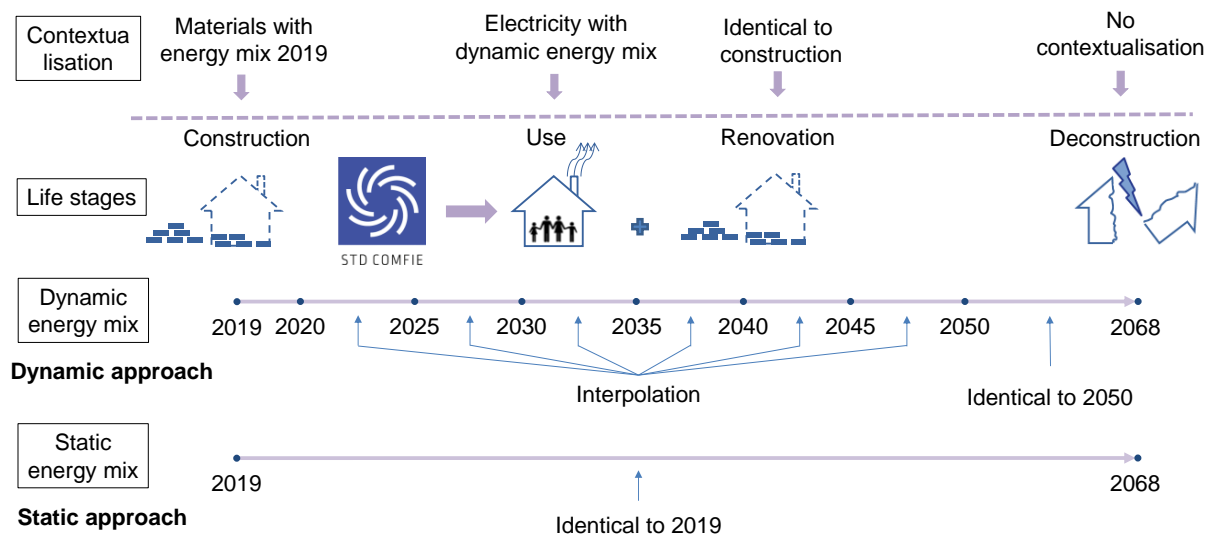 Contextua
lisation
Materials with
energy mix 2019
Electricity with
dynamic energy mix
Identical to
construction
No
contextualisation
Construction
Use
Renovation
Deconstruction
Life stages
STD COMFIE
Dynamic
energy mix
2019
2020
2025
2030
2035
2040
2045
2050
2068
Dynamic approach
Interpolation
Identical to 2050
Static
energy mix
2019
2068
Static approach
Identical to 2019